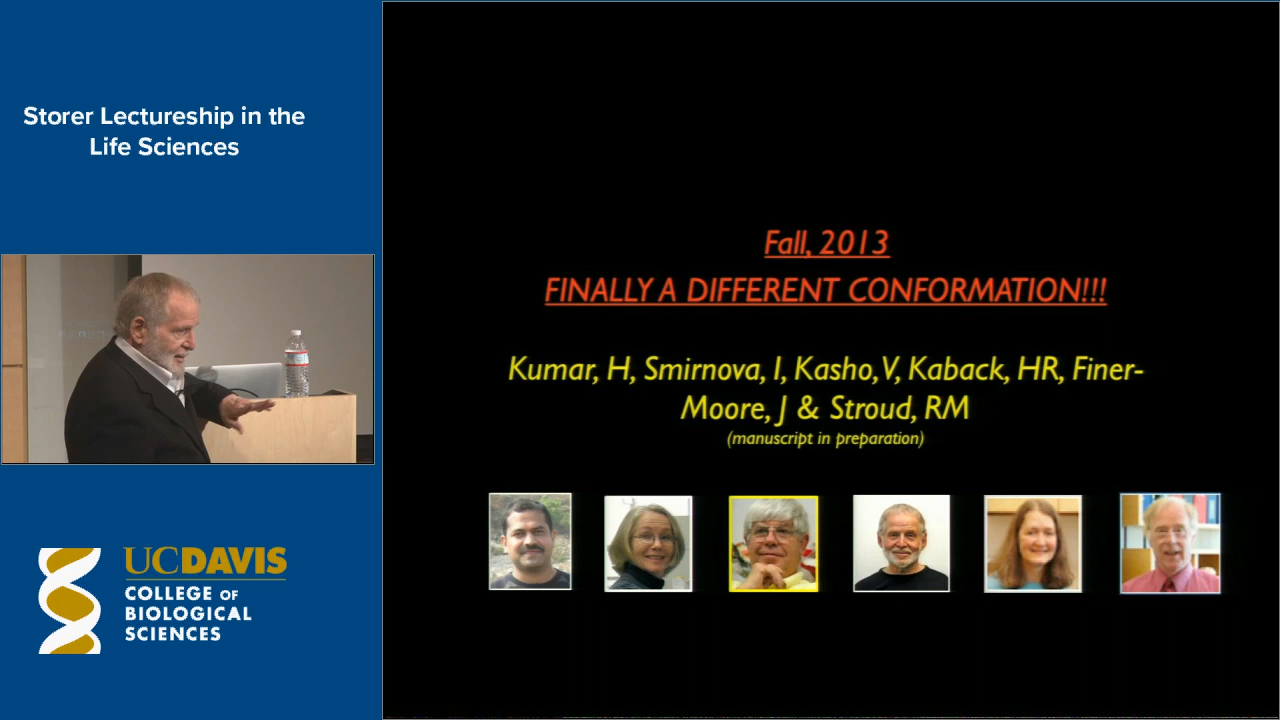 Storer Lectureship in the
Life Sciences
UCDAVIS
COLLEGE OF
BIOLOGICAL
SCIENCES
Fall, 2013
FINALLY A DIFFERENT CONFORMATION!!!
Kumar, H, Smirnova, I, Kasho,V, Kaback, HR, Finer-
Moore, J & Stroud, RM
(manuscript in preparation)